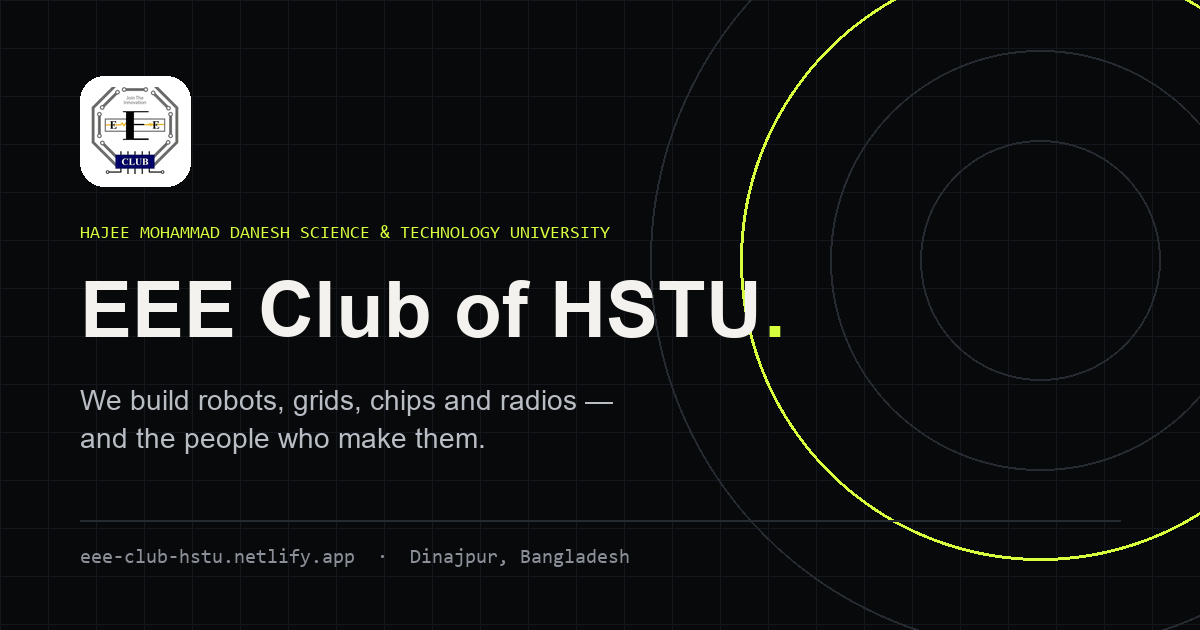 Join The
Innovation
E E E
CLUB
HAJEE MOHAMMAD DANESH SCIENCE & TECHNOLOGY UNIVERSITY
EEE Club of HSTU.
We build robots, grids, chips and radios —
and the people who make them.
eee-club-hstu.netlify.app · Dinajpur, Bangladesh